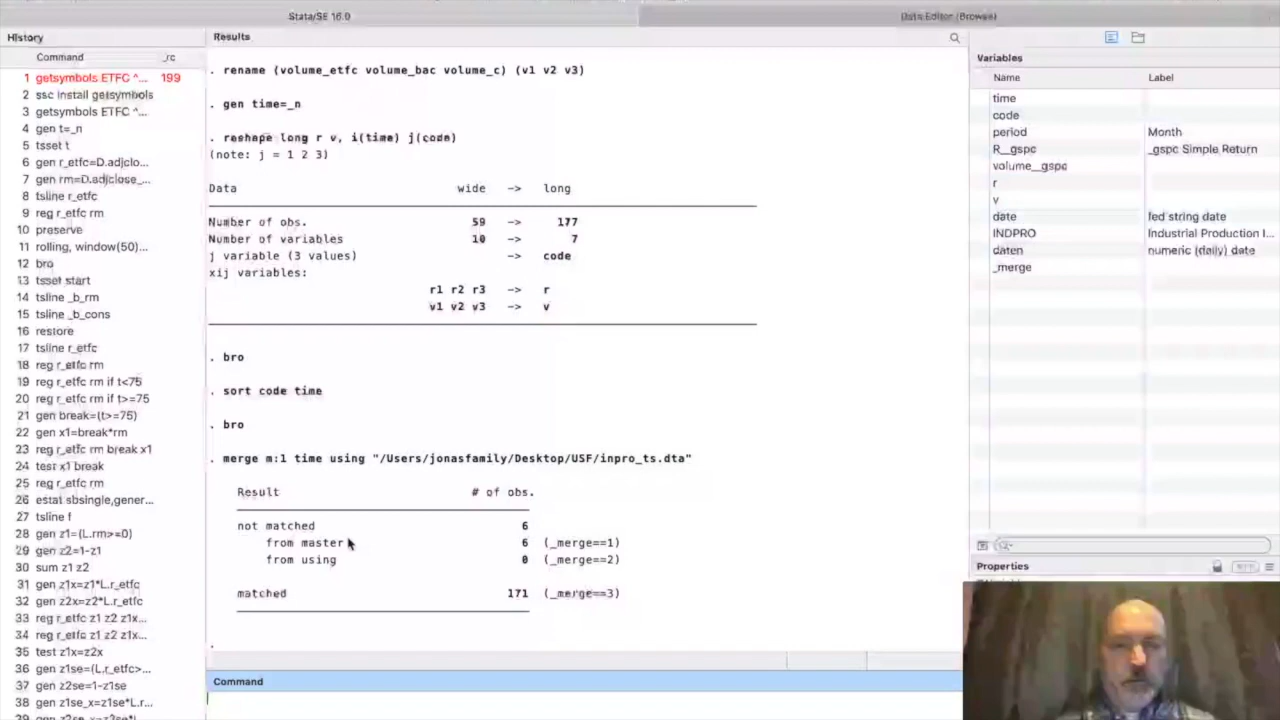 Stata/SE 16.0
Data Editor (Browse)
History
Command _rc
1 getsymbols ETFC ^... 199
2 ssc install getsymbols
3 getsymbols ETFC ^...
4 gen t=_n
5 tsset t
6 gen r_etfc=D.adjclo...
7 gen rm=D.adjclose_...
8 tsline r_etfc
9 reg r_etfc rm
10 preserve
11 rolling, window(50)...
12 bro
13 tsset start
14 tsline _b_rm
15 tsline _b_cons
16 restore
17 tsline r_etfc
18 reg r_etfc rm
19 reg r_etfc rm if t<75
20 reg r_etfc rm if t>=75
21 gen break=(t>=75)
22 gen x1=break*rm
23 reg r_etfc rm break x1
24 test x1 break
25 reg r_etfc rm
26 estat sbsingle,gener...
27 tsline f
28 gen z1=(L.rm>=0)
29 gen z2=1-z1
30 sum z1 z2
31 gen z1x=z1*L.r_etfc
32 gen z2x=z2*L.r_etfc
33 reg r_etfc z1 z2 z1x...
34 reg r_etfc z1 z2 z1x...
35 test z1x=z2x
36 gen z1se=(L.r_etfc>...
37 gen z2se=1-z1se
38 gen z1se_x=z1se*L.r...
39 gen z2se_x=z2se*L...
Results
. rename (volume_etfc volume_bac volume_c) (v1 v2 v3)
. gen time=_n
. reshape long r v, i(time) j(code)
(note: j = 1 2 3)
Data wide -> long
Number of obs. 59 -> 177
Number of variables 10 -> 7
j variable (3 values) -> code
xij variables:
r1 r2 r3 -> r
v1 v2 v3 -> v
. bro
. sort code time
. bro
. merge m:1 time using "/Users/jonasfamily/Desktop/USF/inpro_ts.dta"
Result # of obs.
not matched 6
from master 6 (_merge==1)
from using 0 (_merge==2)
matched 171 (_merge==3)
.
Command
Variables
Name Label
time
code
period Month
R__gspc _gspc Simple Return
volume__gspc
r
v
date fed string date
INDPRO Industrial Production I...
daten numeric (daily) date
_merge
Properties